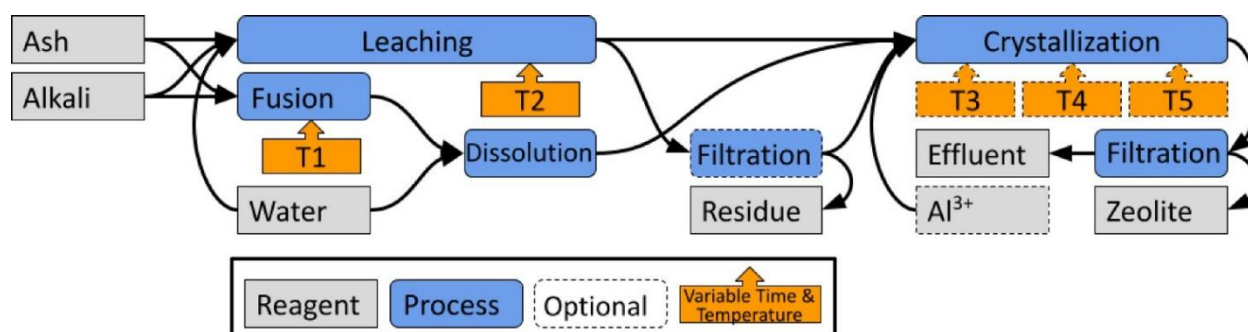 Ash
Leaching
Crystallization
Alkali
Fusion
T2
T3
T4
T5
T1
Dissolution
Filtration
Effluent
Filtration
Water
Residue
Al³⁺
Zeolite
Reagent
Process
Optional
Variable Time &
Temperature